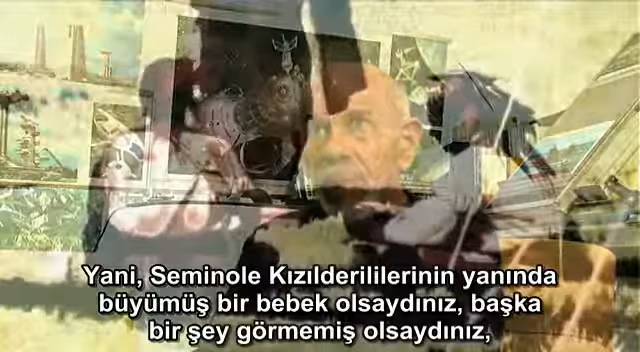 Yani, Seminole Kızılderililerinin yanında
büyümüş bir bebek olsaydınız, başka
bir şey görmemiş olsaydınız,